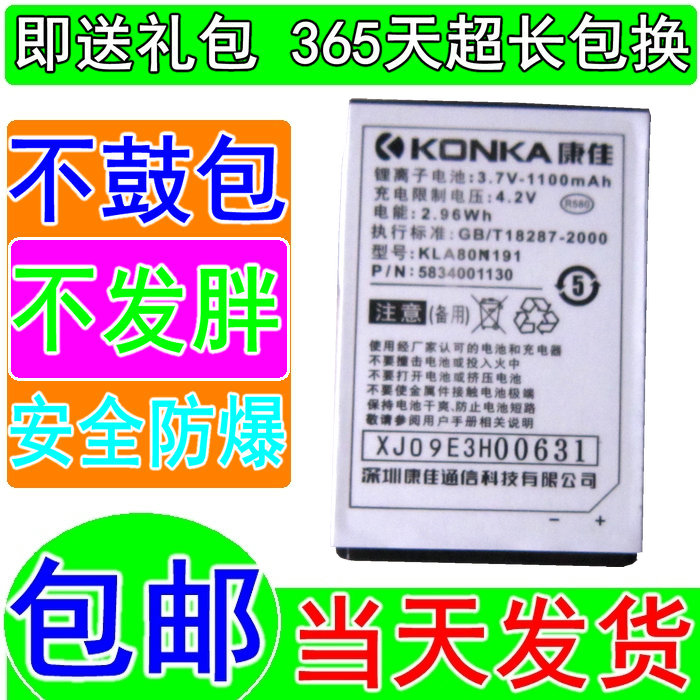 即送礼包 365天超长包换
不鼓包
不发胖
安全防爆
KONKA 康佳
锂离子电池:3.7V-1100mAh
充电限制电压:4.2V
R580
电能: 2.96Wh
执行标准: GB/T18287-2000
型号: KLA80N191
P/N: 5834001130
5
注意 (备用)
使用经厂家认可的电池和充电器
不要撞击电池或投入火中
不要打开电池或挤压电池
不要使金属件接触电池极端
保持电池干爽、防止电池短路
敬请参阅用户手册相关说明
XJ09E3H00631
深圳康佳通信科技有限公司
- +
包邮
当天发货